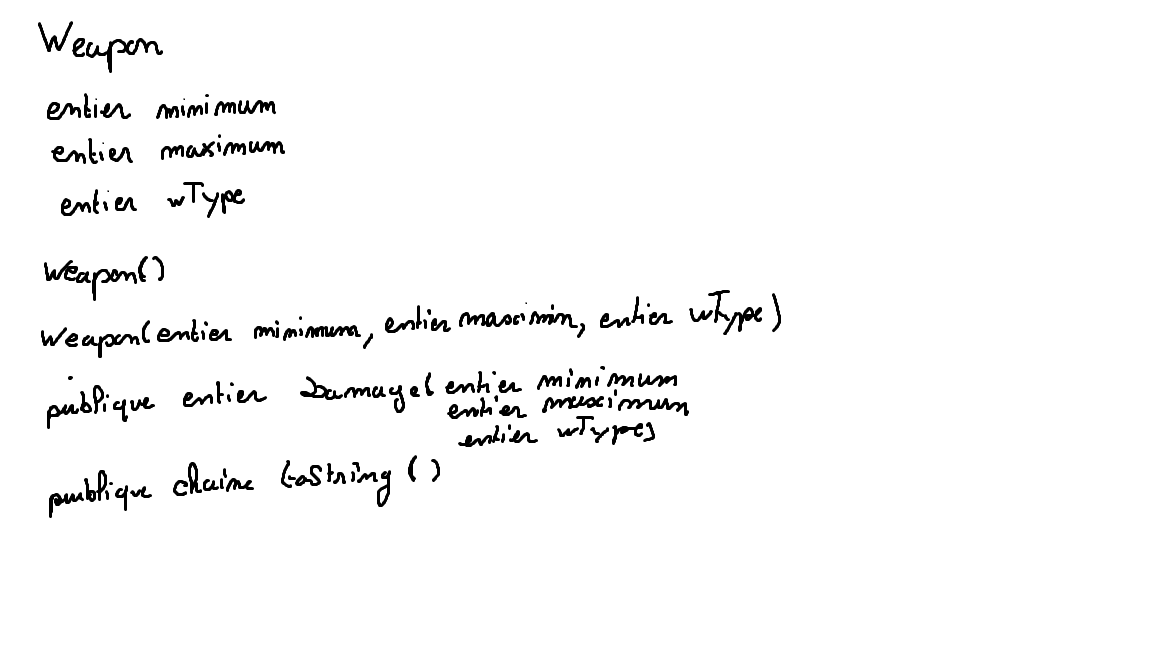 Weapon
entier minimum
entier maximum
entier wType
Weapon()
Weapon(entier minimum, entier maximin, entier wType)
publique entier Damage( entier minimum
entier maximum
entier wType)
publique chaine toString ( )